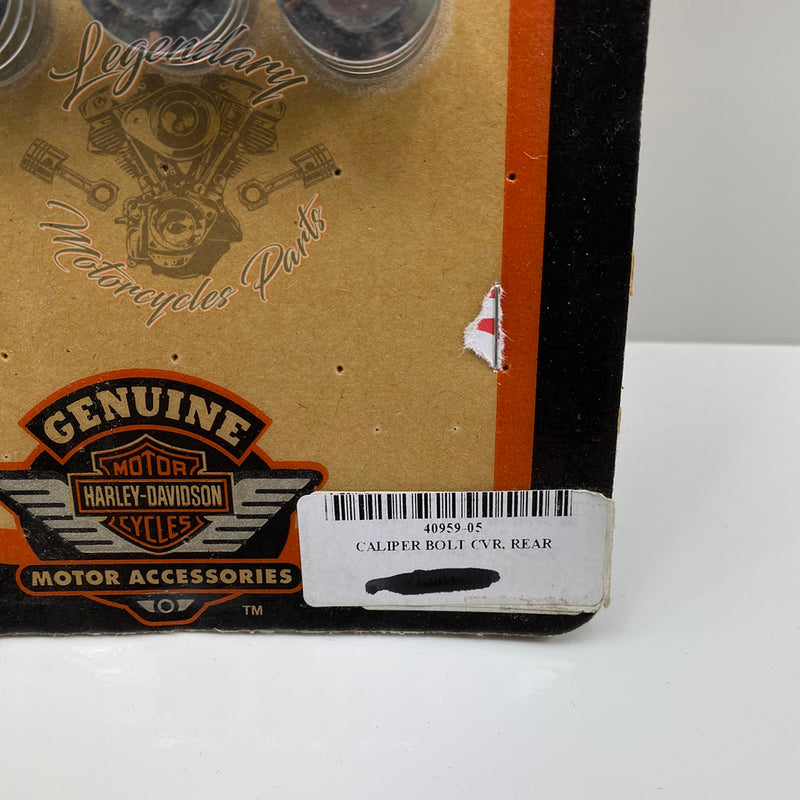 Legendary
Motorcycles Parts
GENUINE
MOTOR
HARLEY-DAVIDSON
CYCLES
MOTOR ACCESSORIES
TM
40959-05
CALIPER BOLT CVR, REAR